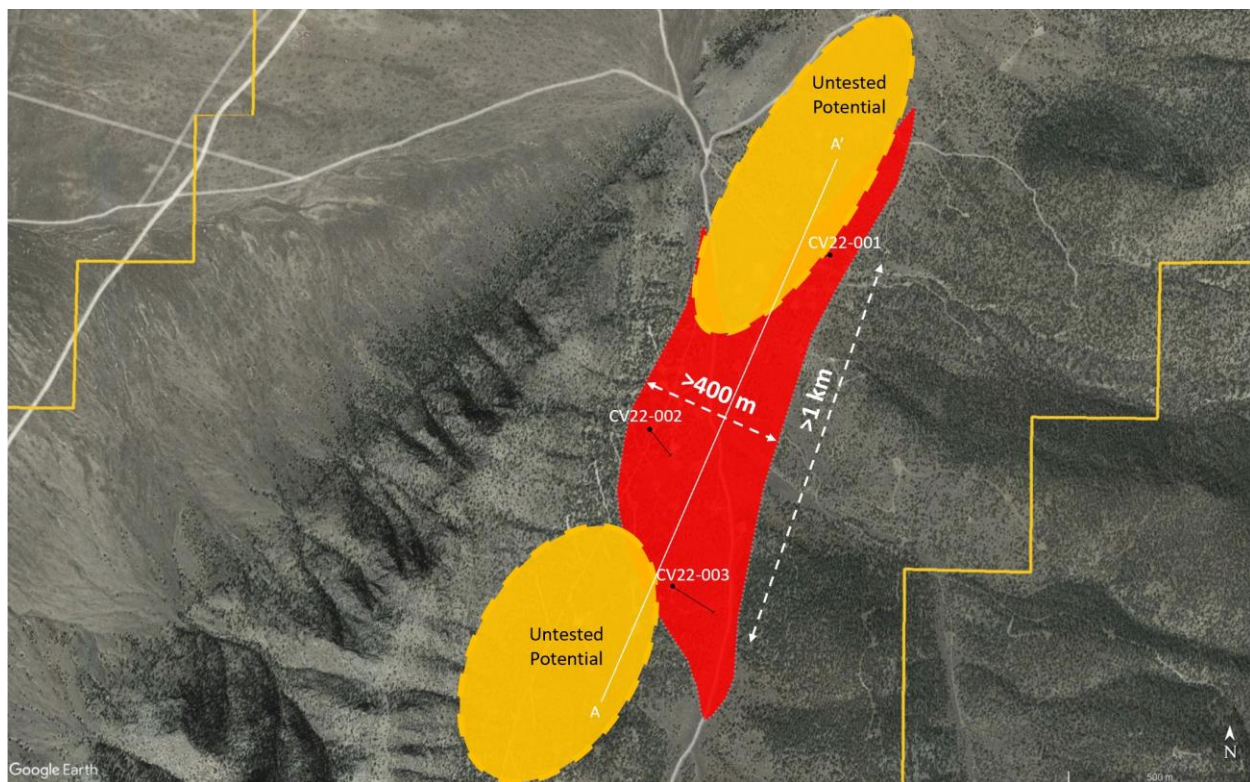 Untested
Potential
A'
CV22-001
>400 m
>1 km
CV22-002
CV22-003
Untested
Potential
A
N
Google Earth
500 m